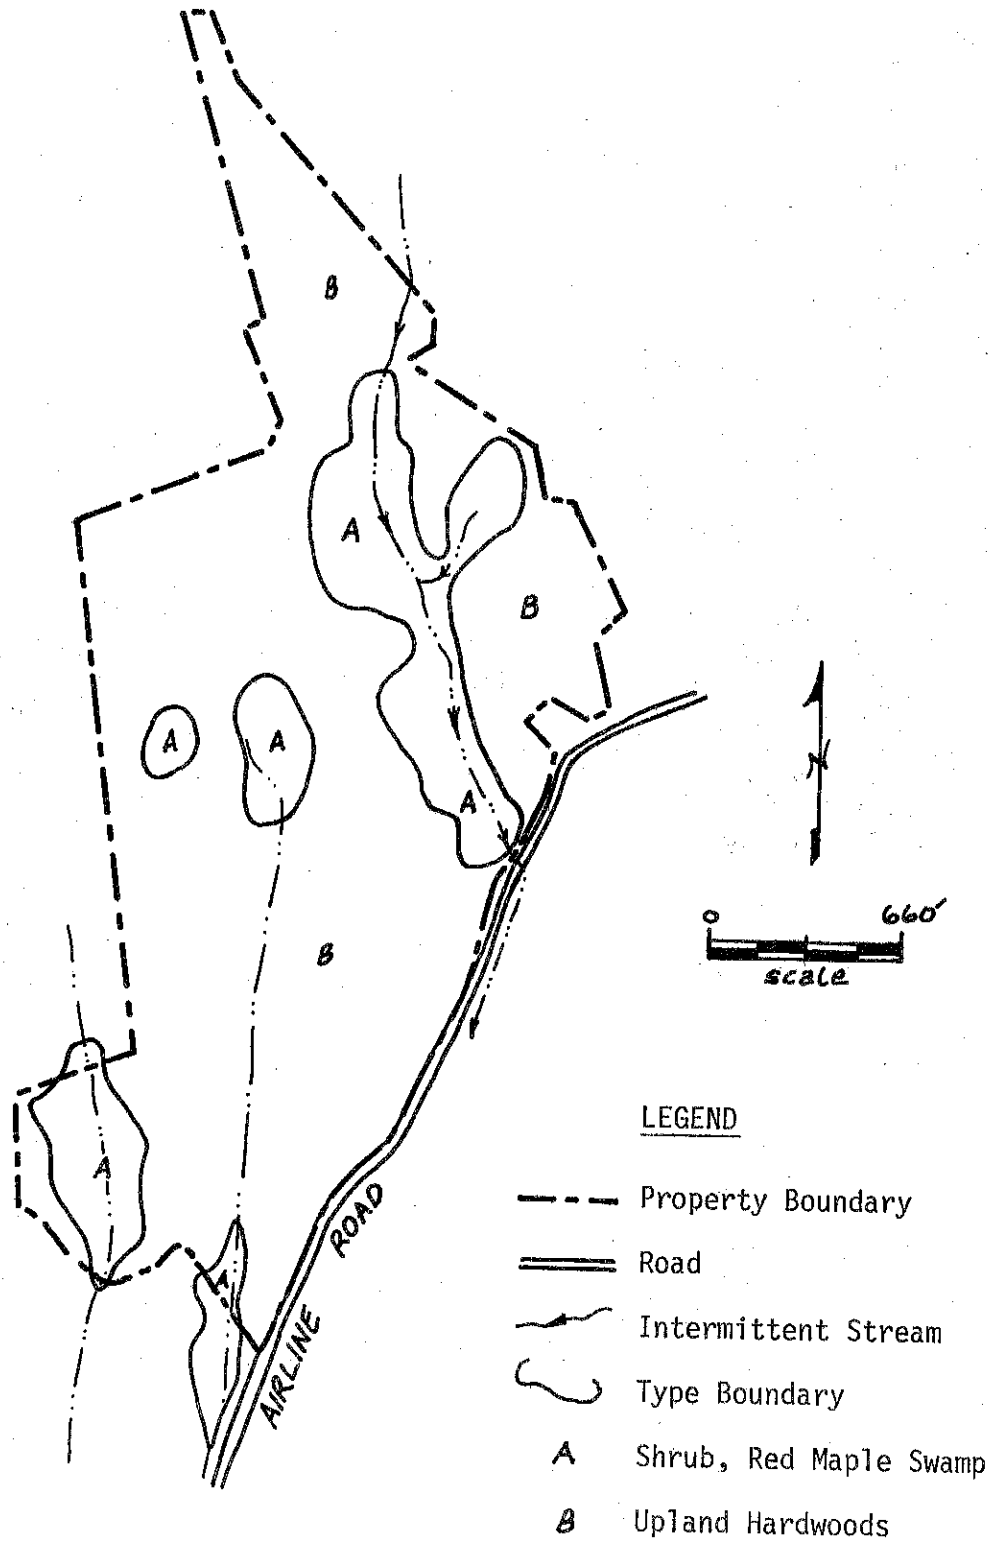 B
A
B
A
A
A
B
A
A
N
0 660'
scale
AIRLINE ROAD
LEGEND
Property Boundary
Road
Intermittent Stream
Type Boundary
A Shrub, Red Maple Swamp
B Upland Hardwoods